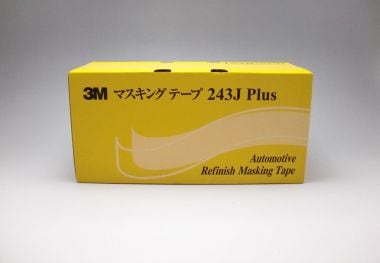 3M マスキング テープ 243J Plus
Automotive
Refinish Masking Tape